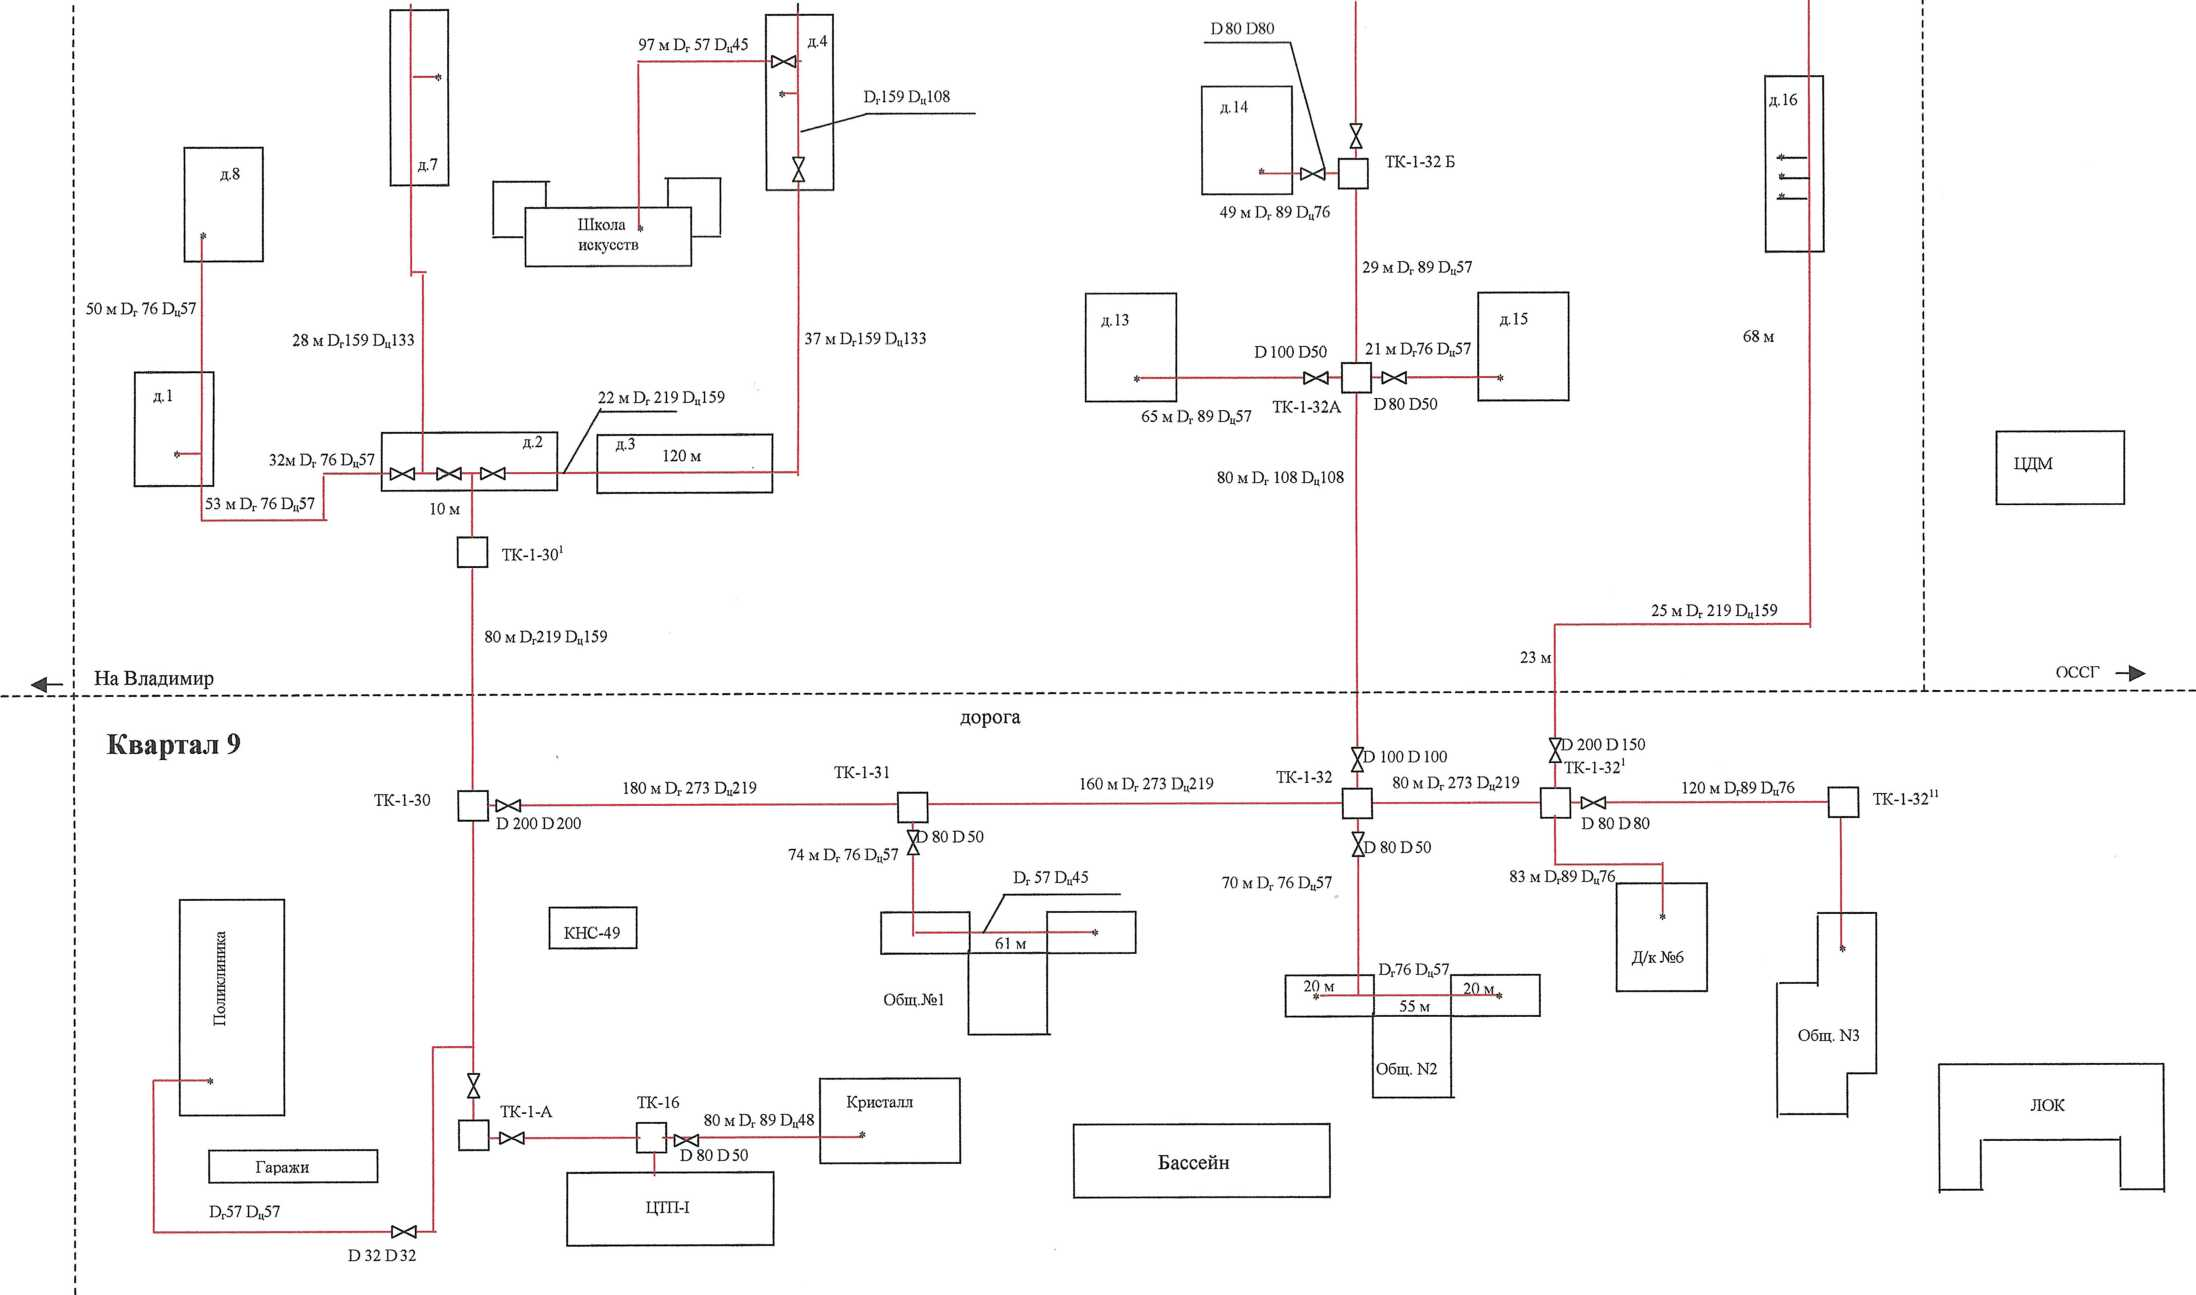 97 м Dг 57 Dц45
д.4
D 80 D80
Dг159 Dц108
д.14
д.16
д.8
д.7
ТК-1-32 Б
Школа
искусств
49 м Dг 89 Dц76
29 м Dг 89 Dц57
50 м Dг 76 Dц57
28 м Dг159 Dц133
37 м Dг159 Dц133
д.13
д.15
68 м
D 100 D50
21 м Dг76 Dц57
д.1
22 м Dг 219 Dц159
65 м Dг 89 Dц57
ТК-1-32А
D 80 D50
д.2
д.3
120 м
32м Dг 76 Dц57
ЦДМ
80 м Dг 108 Dц108
53 м Dг 76 Dц57
10 м
ТК-1-30¹
25 м Dг 219 Dц159
80 м Dг219 Dц159
23 м
На Владимир
ОССГ
дорога
Квартал 9
D 200 D 150
D 100 D 100
ТК-1-32¹
ТК-1-31
ТК-1-32
180 м Dг 273 Dц219
160 м Dг 273 Dц219
80 м Dг 273 Dц219
120 м Dг89 Dц76
ТК-1-30
ТК-1-32¹¹
D 200 D 200
D 80 D 80
D 80 D 50
D 80 D 50
74 м Dг 76 Dц57
Dг 57 Dц45
70 м Dг 76 Dц57
83 м Dг89 Dц76
Поликлиника
КНС-49
61 м
Д/к №6
Dг76 Dц57
20 м
20 м
55 м
Общ.№1
Общ. N3
Общ. N2
ТК-1-А
ТК-16
Кристалл
ЛОК
80 м Dг 89 Dц48
D 80 D50
Гаражи
Бассейн
Dг57 Dц57
ЦТП-I
D 32 D 32